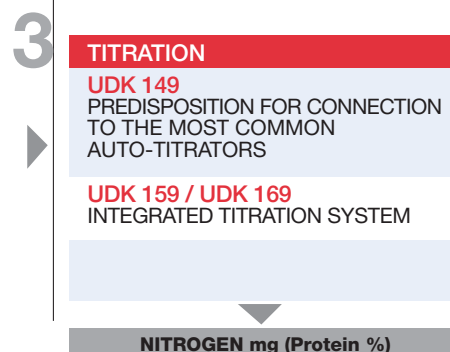 3
TITRATION
UDK 149
PREDISPOSITION FOR CONNECTION
TO THE MOST COMMON
AUTO-TITRATORS
UDK 159 / UDK 169
INTEGRATED TITRATION SYSTEM
NITROGEN mg (Protein %)